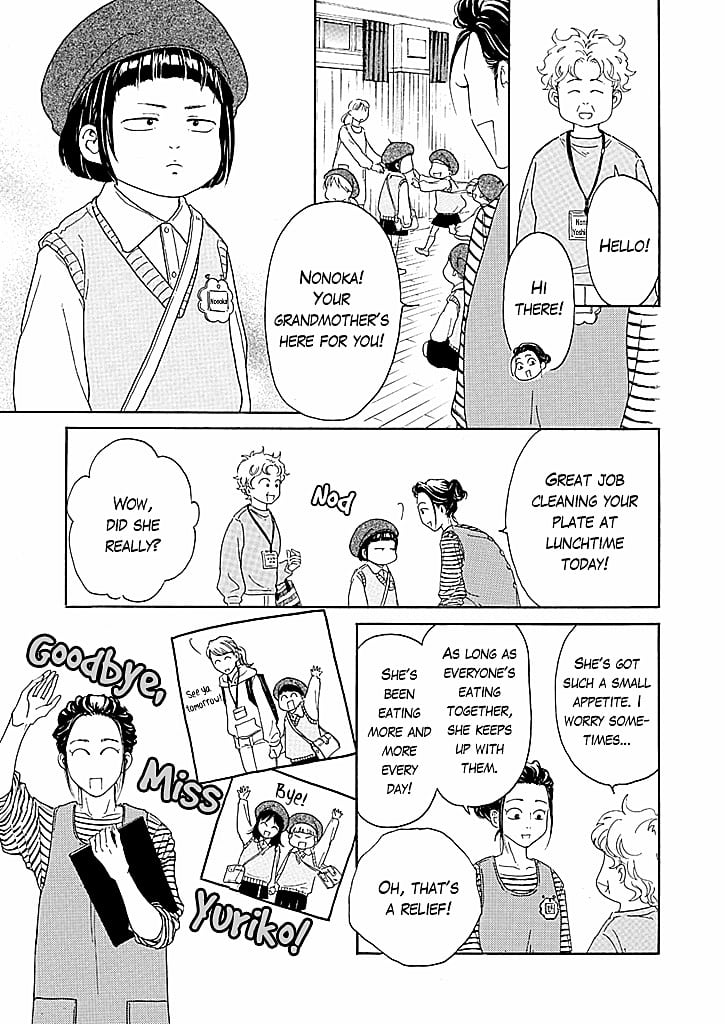 HELLO!
Nono
Yoshi
HI
THERE!
NONOKA!
YOUR
GRANDMOTHER'S
HERE FOR YOU!
Nonoka
GREAT JOB
CLEANING YOUR
PLATE AT
LUNCHTIME
TODAY!
Nod
WOW,
DID SHE
REALLY?
SHE'S GOT
SUCH A SMALL
APPETITE. I
WORRY SOME-
TIMES...
AS LONG AS
EVERYONE'S
EATING
TOGETHER,
SHE KEEPS
UP WITH
THEM.
SHE'S
BEEN
EATING
MORE AND
MORE
EVERY
DAY!
OH, THAT'S
A RELIEF!
See ya
tomorrow!
Bye!
Goodbye,
Miss
Yuriko!